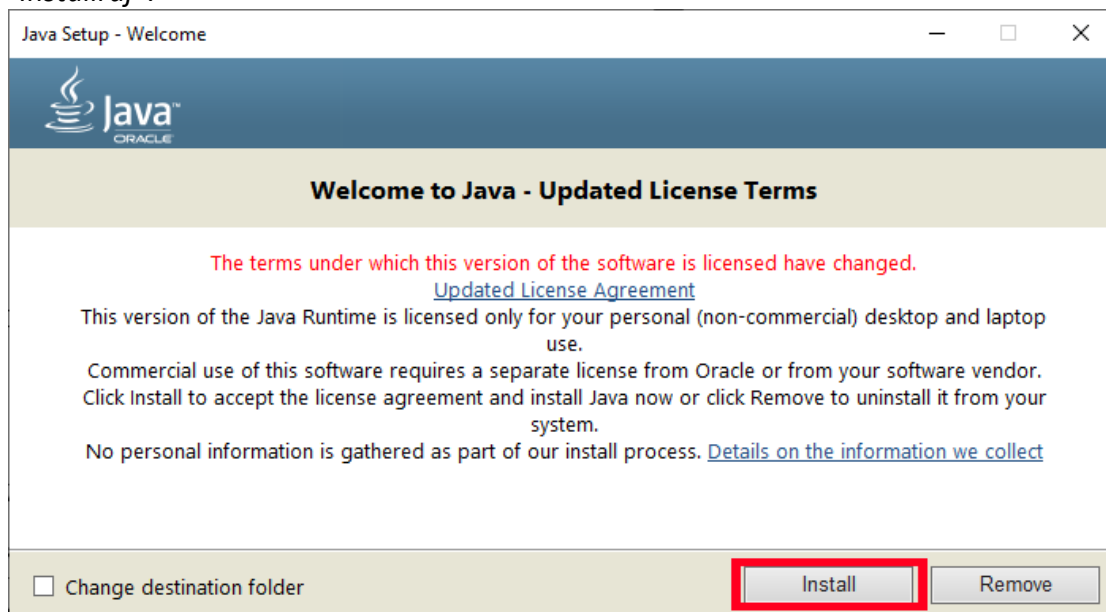 Java Setup - Welcome
Java™
ORACLE
Welcome to Java - Updated License Terms
The terms under which this version of the software is licensed have changed.
Updated License Agreement
This version of the Java Runtime is licensed only for your personal (non-commercial) desktop and laptop
use.
Commercial use of this software requires a separate license from Oracle or from your software vendor.
Click Install to accept the license agreement and install Java now or click Remove to uninstall it from your
system.
No personal information is gathered as part of our install process. Details on the information we collect
Change destination folder
Install
Remove